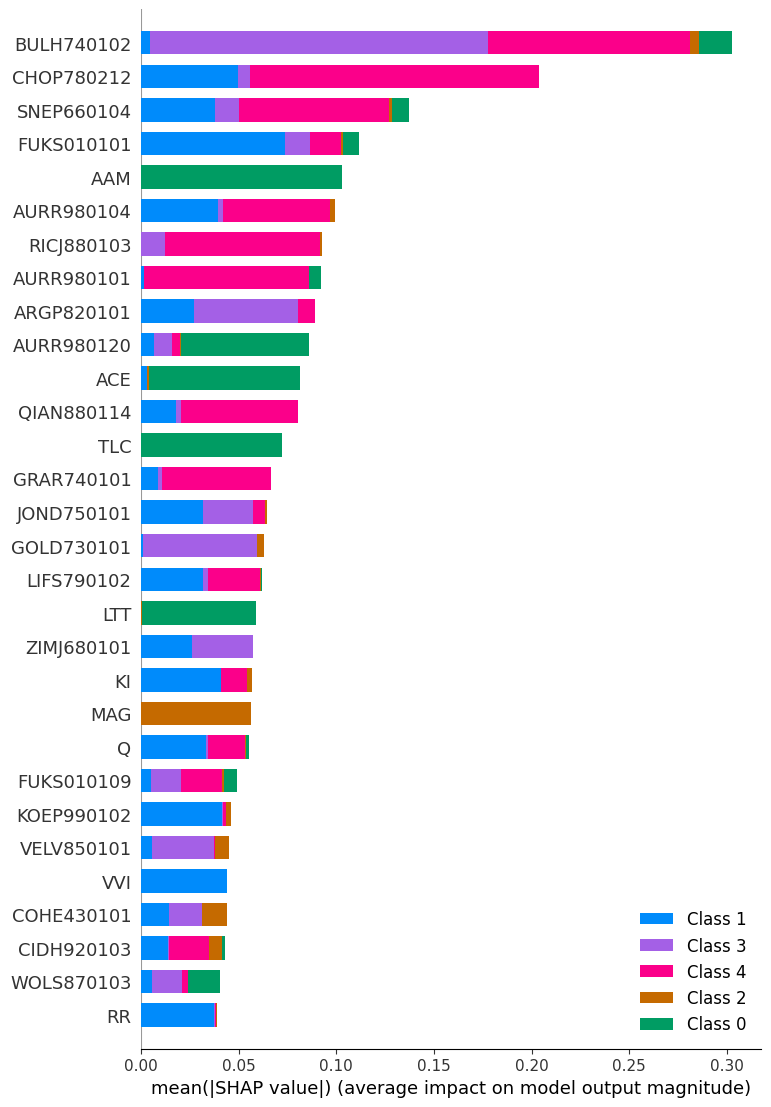 BULH740102
CHOP780212
SNEP660104
FUKS010101
AAM
AURR980104
RICJ880103
AURR980101
ARGP820101
AURR980120
ACE
QIAN880114
TLC
GRAR740101
JOND750101
GOLD730101
LIFS790102
LTT
ZIMJ680101
KI
MAG
Q
FUKS010109
KOEP990102
VELV850101
VVI
COHE430101
CIDH920103
WOLS870103
RR
Class 1
Class 3
Class 4
Class 2
Class 0
0.00 0.05 0.10 0.15 0.20 0.25 0.30
mean(|SHAP value|) (average impact on model output magnitude)